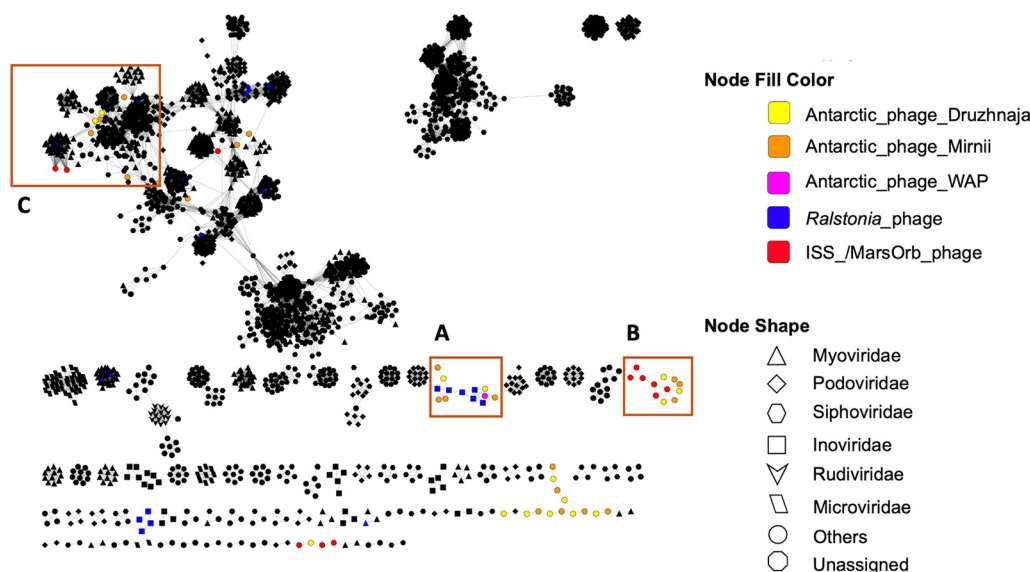 C
A
B
Node Fill Color
Antarctic_phage_Druzhnaja
Antarctic_phage_Mirnii
Antarctic_phage_WAP
Ralstonia_phage
ISS_/MarsOrb_phage
Node Shape
Myoviridae
Podoviridae
Siphoviridae
Inoviridae
Rudiviridae
Microviridae
Others
Unassigned